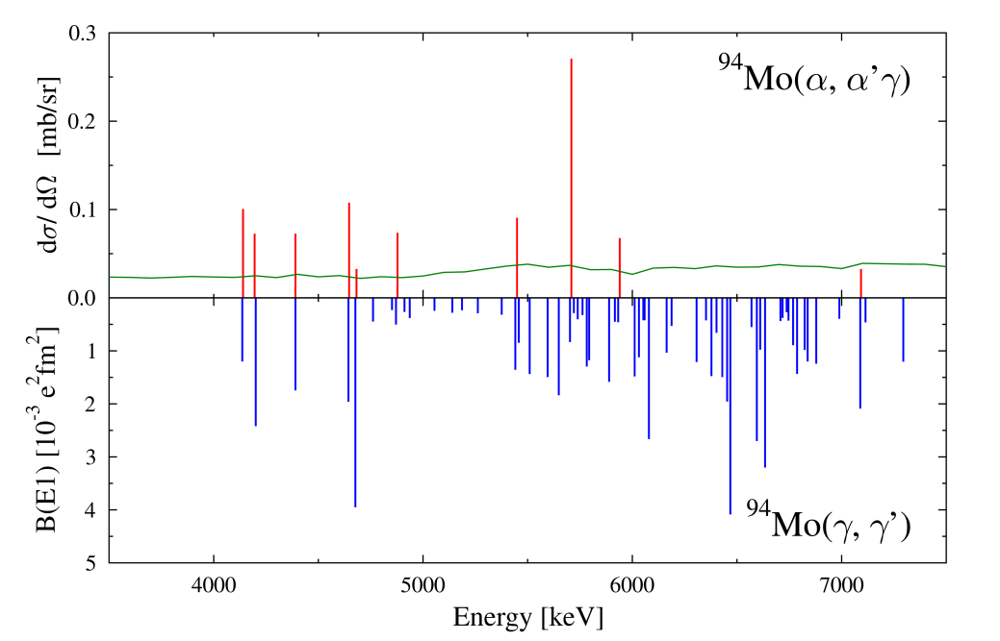 0.3
0.2
0.1
0.0
dσ/ dΩ [mb/sr]
⁹⁴Mo(α, α’γ)
1
2
3
4
5
B(E1) [10⁻³ e²fm²]
⁹⁴Mo(γ, γ’)
4000 5000 6000 7000
Energy [keV]